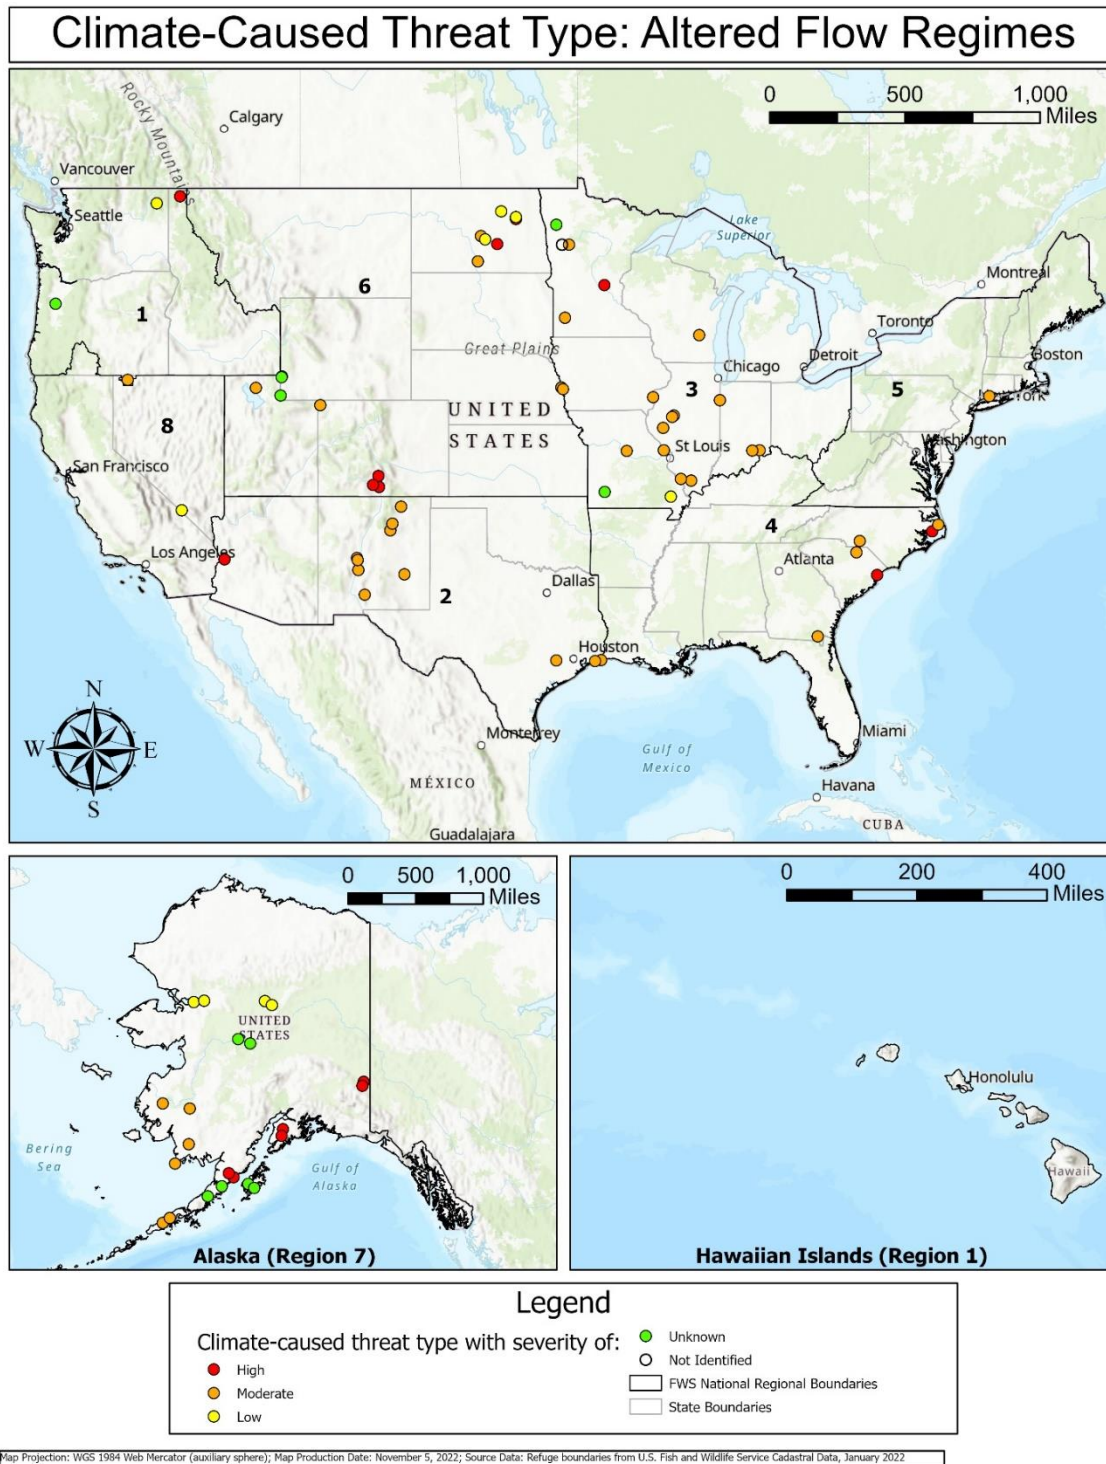 Climate-Caused Threat Type: Altered Flow Regimes
0 500 1,000
Miles
Rocky Mountains
Calgary
Vancouver
Seattle
Lake
Superior
Montreal
6
1
Toronto
Great Plains
Chicago
Detroit
Boston
3
5
8
UNITED
STATES
St Louis
Washington
San Francisco
4
Los Angeles
Atlanta
Dallas
2
Houston
N
W E
S
Monterrey
Gulf of
Mexico
Miami
MÉXICO
Havana
CUBA
Guadalajara
0 500 1,000
Miles
UNITED
STATES
Bering
Sea
Gulf of
Alaska
Alaska (Region 7)
0 200 400
Miles
Honolulu
Hawaii
Hawaiian Islands (Region 1)
Legend
Climate-caused threat type with severity of:
High
Moderate
Low
Unknown
Not Identified
FWS National Regional Boundaries
State Boundaries
Map Projection: WGS 1984 Web Mercator (auxiliary sphere); Map Production Date: November 5, 2022; Source Data: Refuge boundaries from U.S. Fish and Wildlife Service Cadastral Data, January 2022